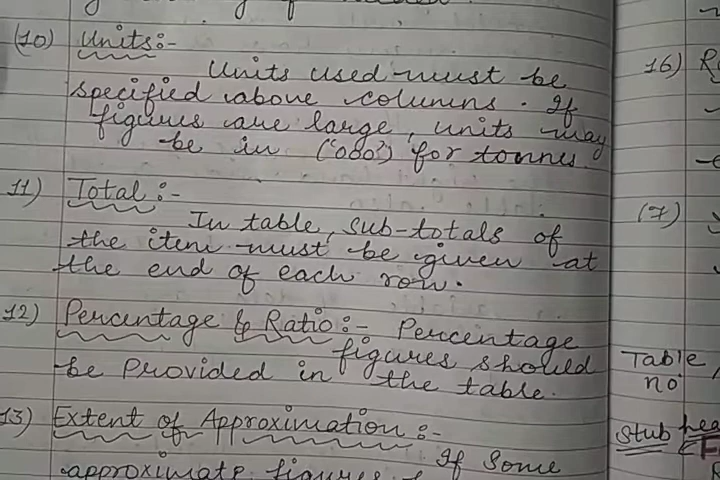 (10) Units:-
Units used must be
specified above columns. If
figures are large, units may
be in ('000') for tonnes.
11) Total :-
In table, sub-totals of
the item must be given at
the end of each row.
12) Percentage & Ratio :- Percentage
figures should
be Provided in the table.
13) Extent of Approximation :-
If Some
approximate figures
16)
(7)
Table
no
Stub